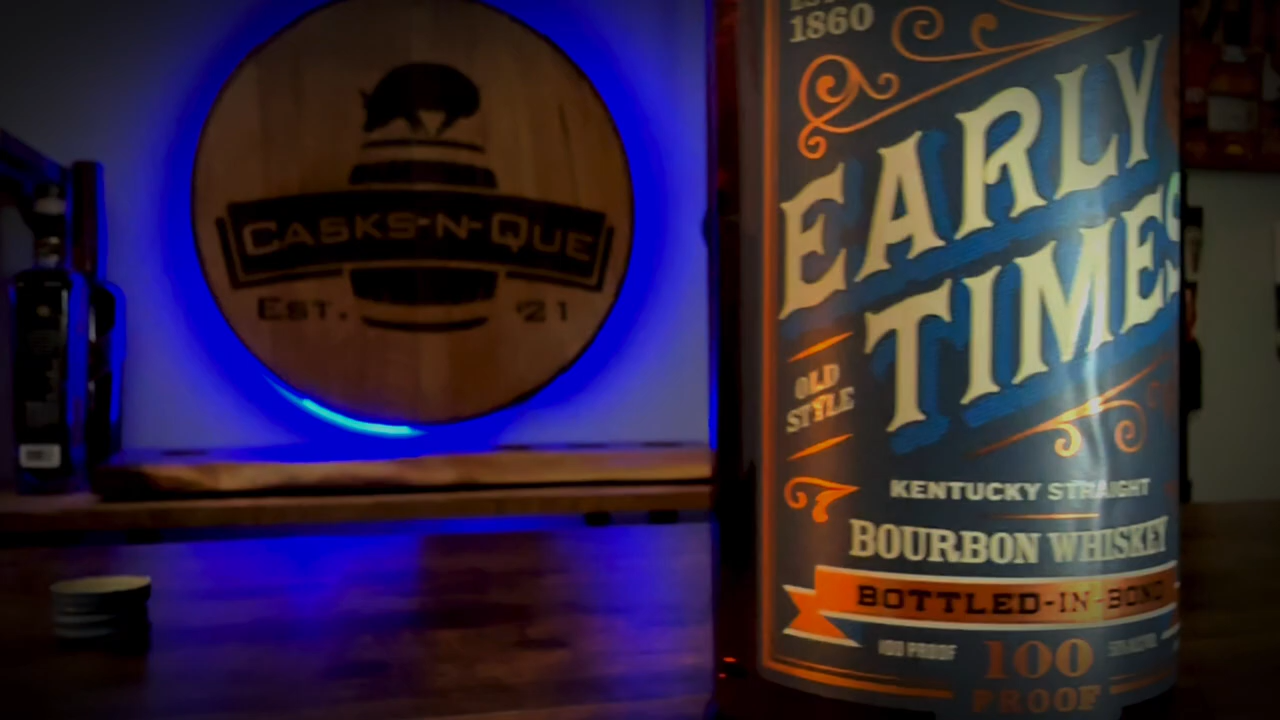 CASKS-N-QUE
EST. '21
1860
EARLY
TIMES
OLD
STYLE
KENTUCKY STRAIGHT
BOURBON WHISKEY
BOTTLED-IN-BOND
100 PROOF
100
PROOF